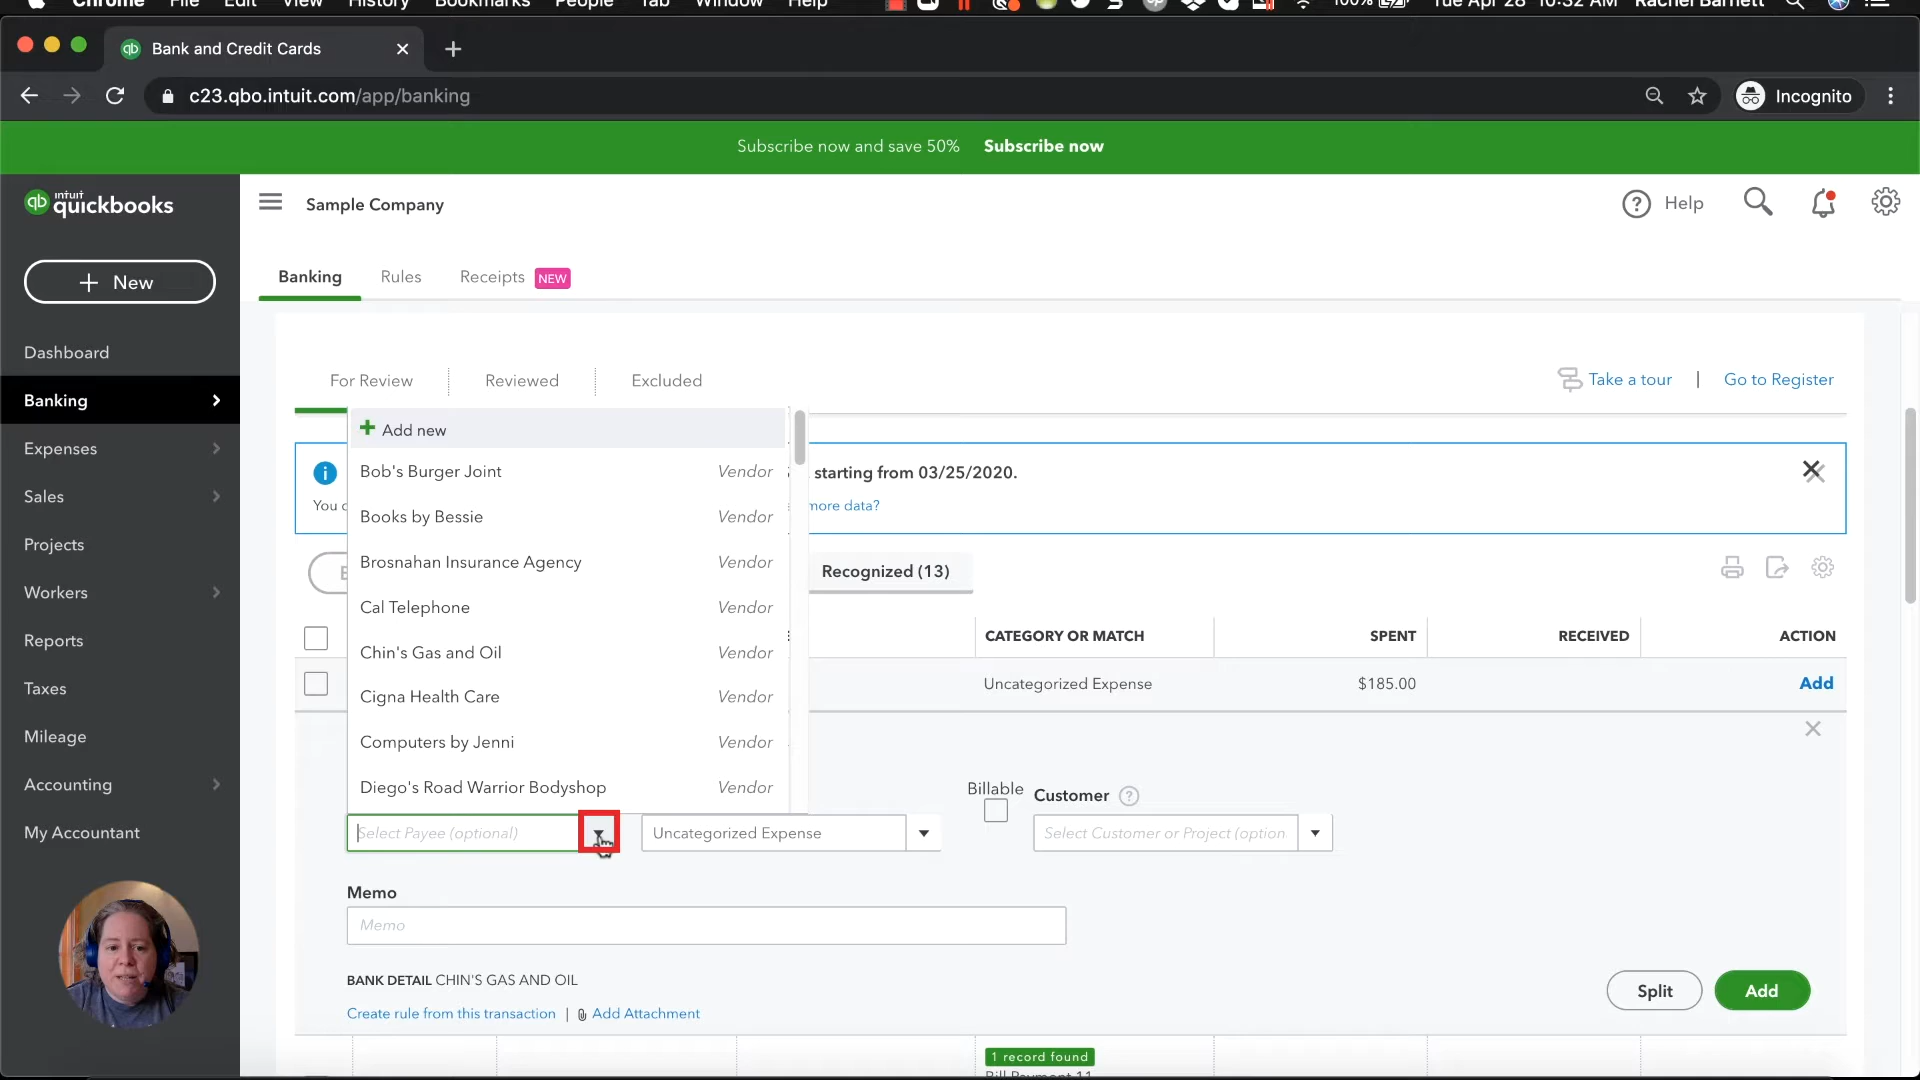 Chrome File Edit View History Bookmarks People Tab Window Help 100% Tue Apr 28 10:32 AM Rachel Barnett
Bank and Credit Cards
c23.qbo.intuit.com/app/banking
Incognito
Subscribe now and save 50% Subscribe now
intuit quickbooks
Sample Company
Help
New
Banking Rules Receipts NEW
Dashboard
Banking
Expenses
Sales
Projects
Workers
Reports
Taxes
Mileage
Accounting
My Accountant
For Review Reviewed Excluded
Take a tour | Go to Register
Add new
Bob's Burger Joint Vendor
Books by Bessie Vendor
Brosnahan Insurance Agency Vendor
Cal Telephone Vendor
Chin's Gas and Oil Vendor
Cigna Health Care Vendor
Computers by Jenni Vendor
Diego's Road Warrior Bodyshop Vendor
starting from 03/25/2020.
You more data?
Recognized (13)
CATEGORY OR MATCH SPENT RECEIVED ACTION
Uncategorized Expense $185.00 Add
Billable Customer
Select Payee (optional) Uncategorized Expense Select Customer or Project (option
Memo
Memo
BANK DETAIL CHIN'S GAS AND OIL
Split Add
Create rule from this transaction | Add Attachment
1 record found
Bill Payment 11